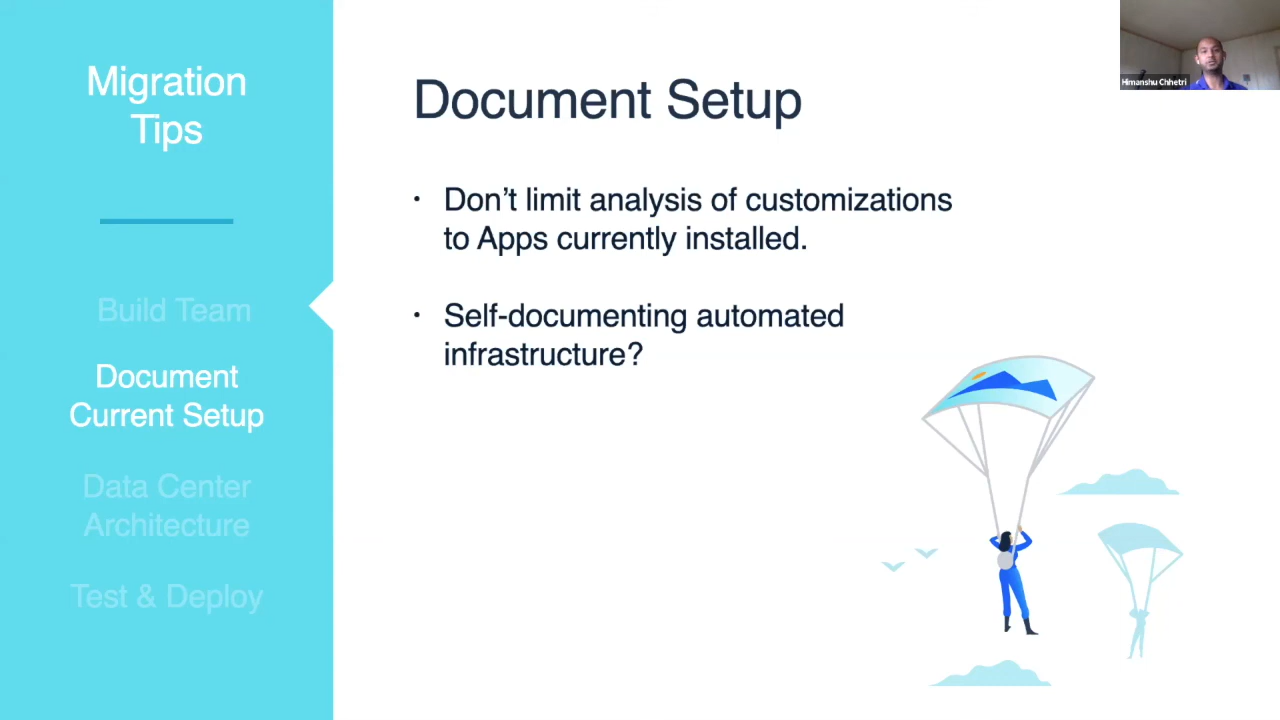 Migration
Tips
Build Team
Document
Current Setup
Data Center
Architecture
Test & Deploy
Document Setup
• Don’t limit analysis of customizations
to Apps currently installed.
• Self-documenting automated
infrastructure?
Himanshu Chhetri